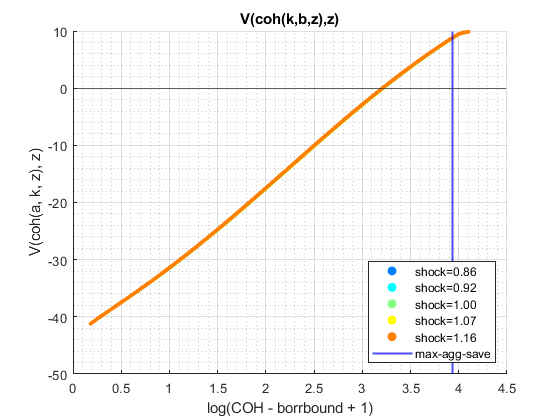 V(coh(k,b,z),z)
10
0
-10
-20
-30
-40
-50
V(coh(a, k, z), z)
shock=0.86
shock=0.92
shock=1.00
shock=1.07
shock=1.16
max-agg-save
0 0.5 1 1.5 2 2.5 3 3.5 4 4.5
log(COH - borrbound + 1)